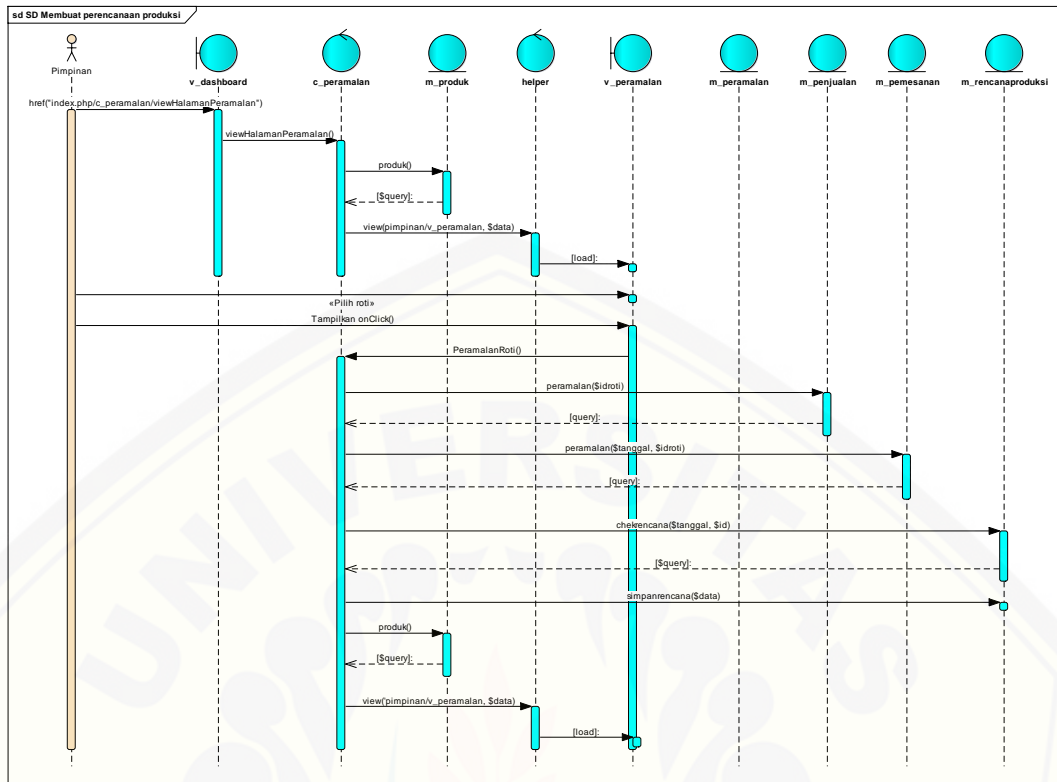 sd SD Membuat perencanaan produksi
Pimpinan
v_dashboard
c_peramalan
m_produk
helper
v_peramalan
m_peramalan
m_penjualan
m_pemesanan
m_rencanaproduksi
href("index.php/c_peramalan/viewHalamanPeramalan")
viewHalamanPeramalan()
produk()
[$query]:
view(pimpinan/v_peramalan, $data)
[load]:
«Pilih roti»
Tampilkan onClick()
PeramalanRoti()
peramalan($idroti)
[query]:
peramalan($tanggal, $idroti)
[query]:
chekrencana($tanggal, $id)
[$query]:
simpanrencana($data)
produk()
[$query]:
view('pimpinan/v_peramalan, $data)
[load]:
UNIVERSITAS